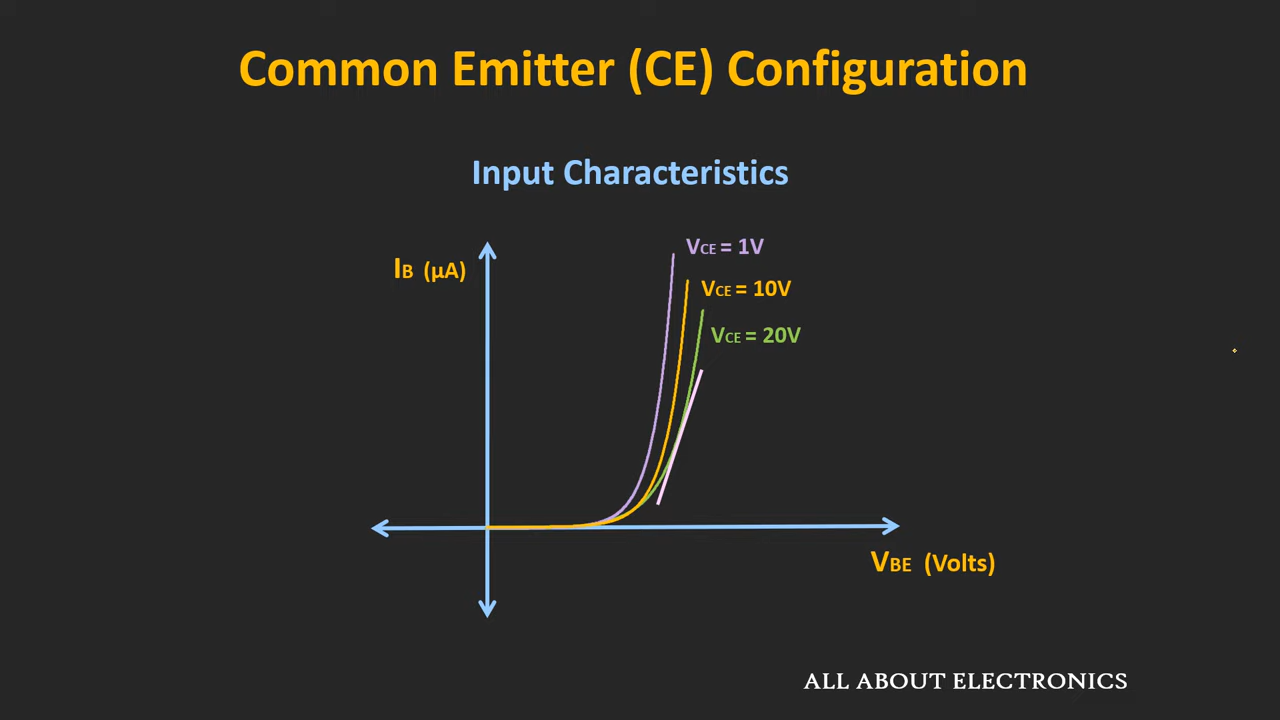 Common Emitter (CE) Configuration
Input Characteristics
VCE = 1V
IB (μA)
VCE = 10V
VCE = 20V
VBE (Volts)
ALL ABOUT ELECTRONICS